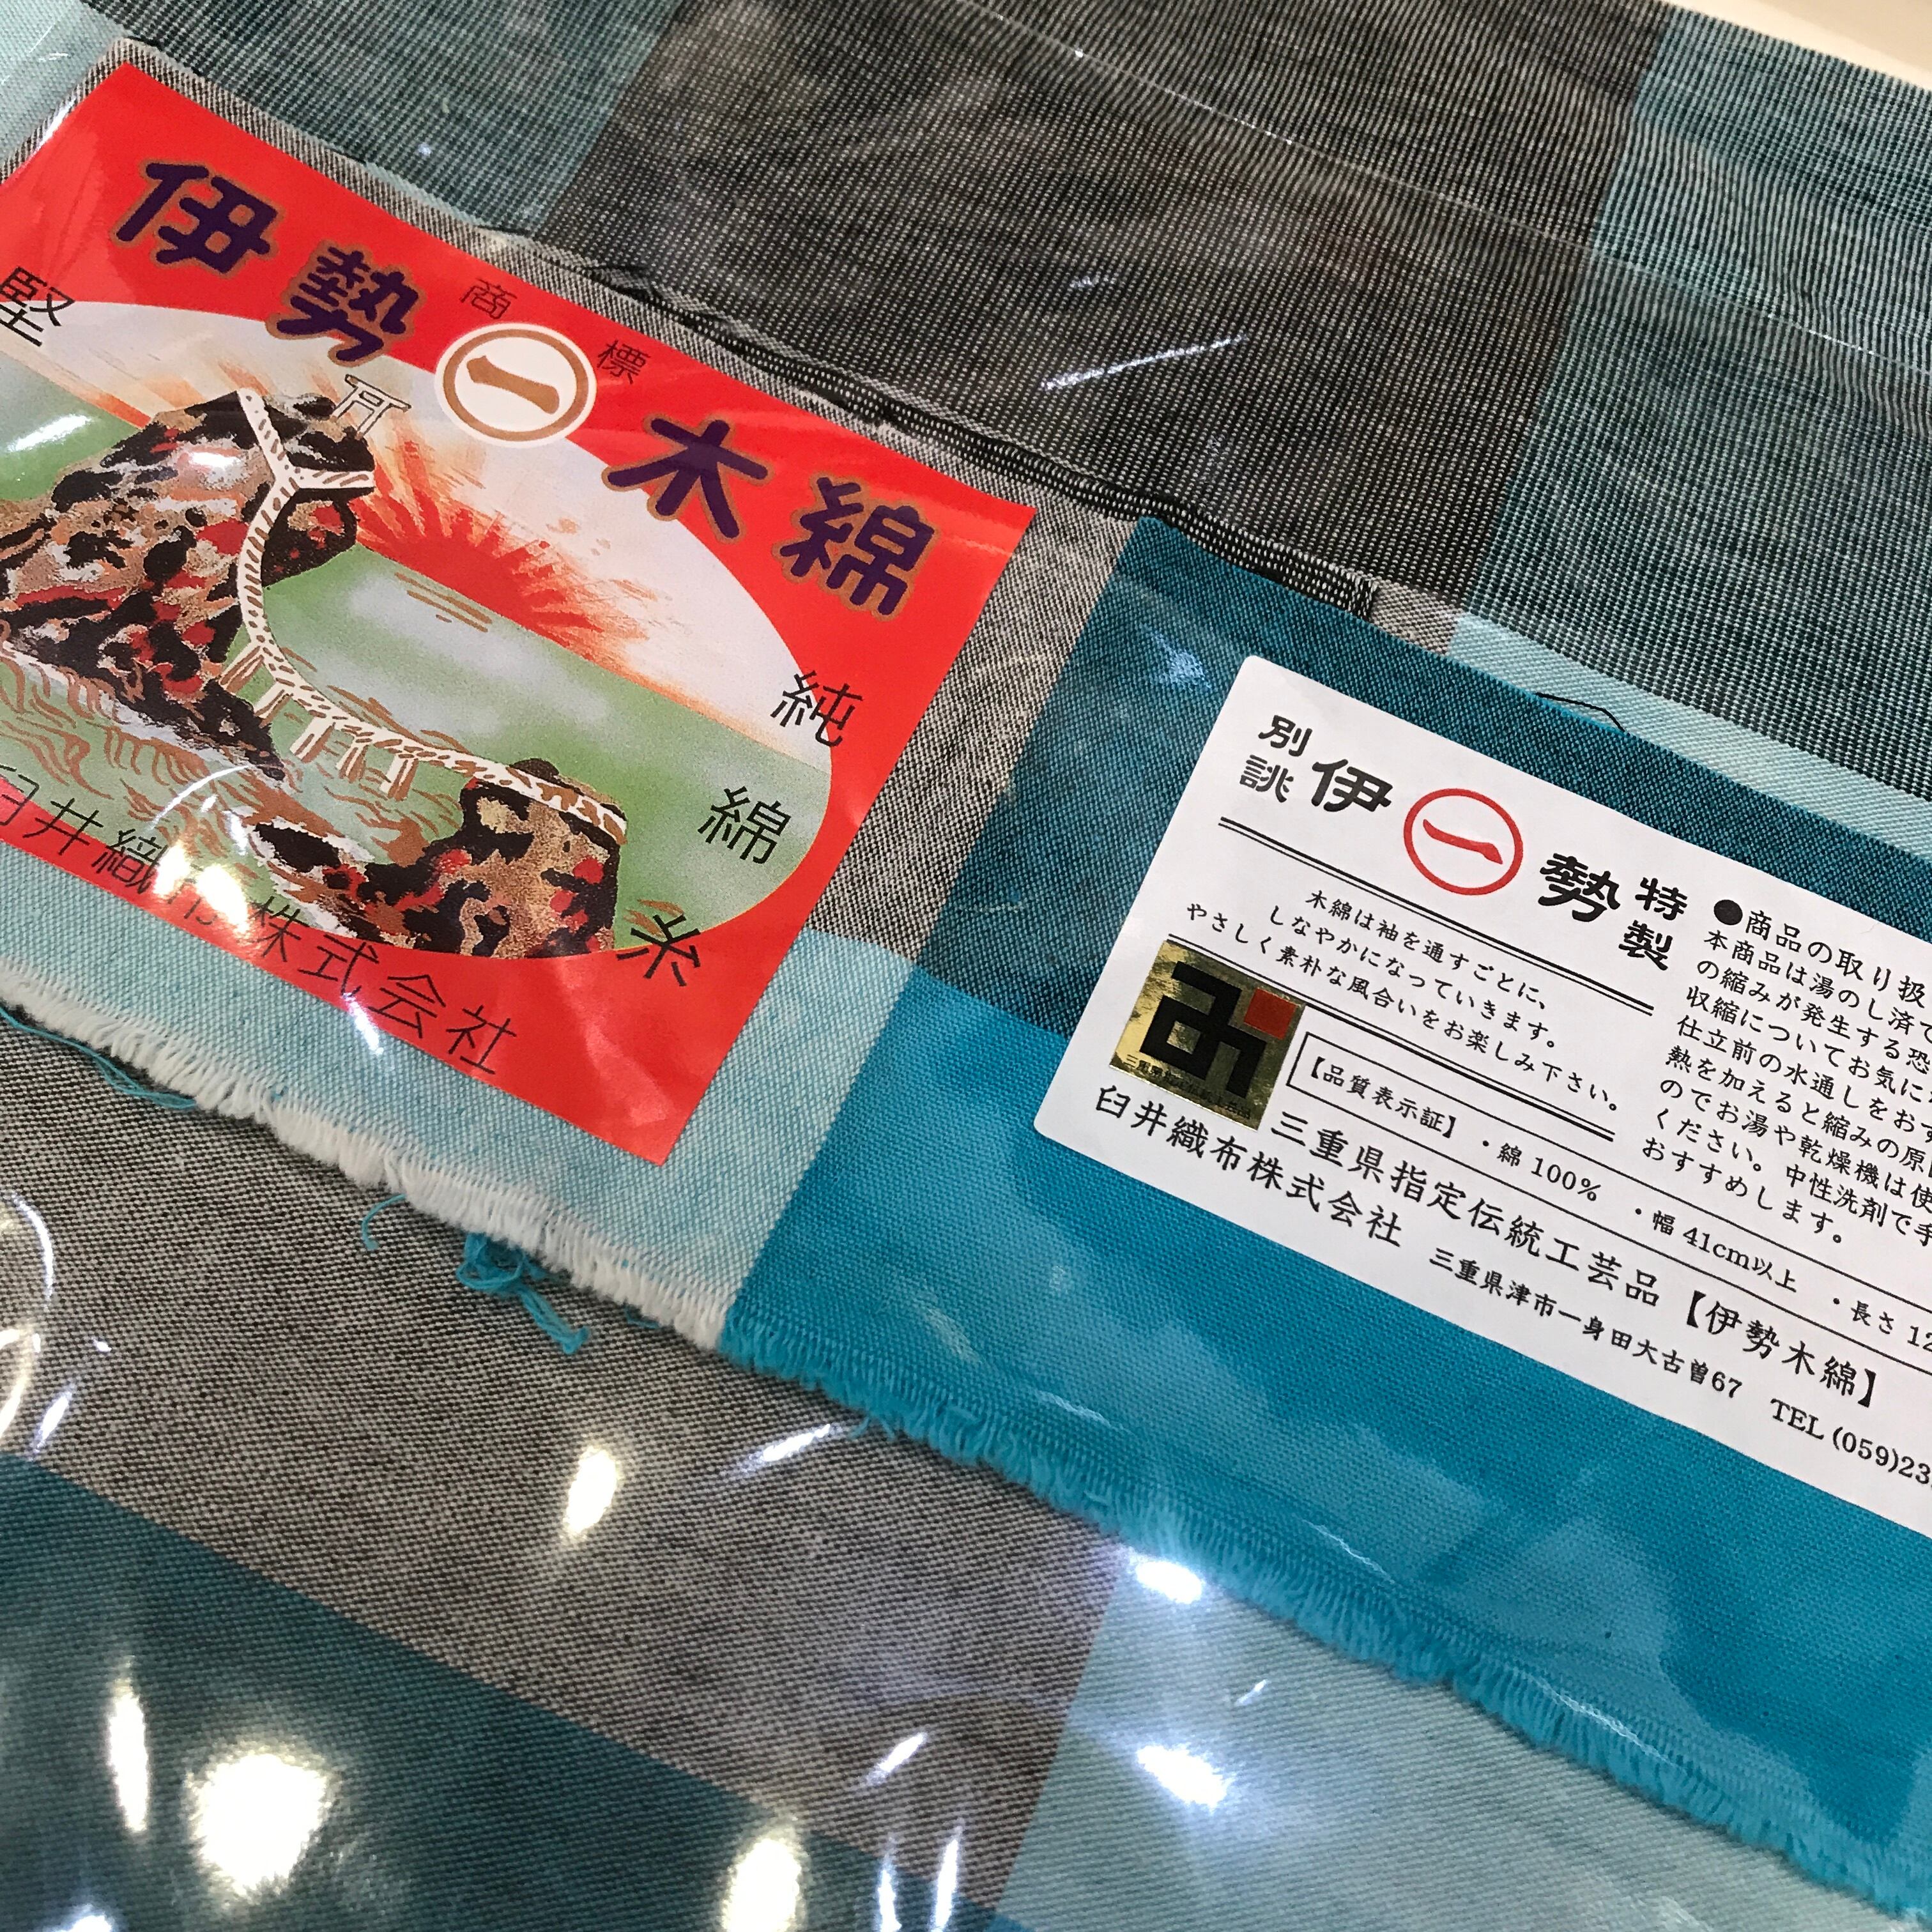 伊勢木綿
商標
一
堅
純綿糸
臼井織布株式会社
別誂
伊
一
勢
特製
木綿は袖を通すごとに、
しなやかになっていきます。
やさしく素朴な風合いをお楽しみ下さい。
【品質表示証】・綿 100% ・幅 41cm以上 ・長さ 12
三重県指定伝統工芸品【伊勢木綿】
臼井織布株式会社 三重県津市一身田大古曽67 TEL (059)23
●商品の取り扱
本商品は湯のし済で
の縮みが発生する恐
収縮についてお気に
仕立前の水通しをおす
熱を加えると縮みの原
のでお湯や乾燥機は使
ください。中性洗剤で手
おすすめします。